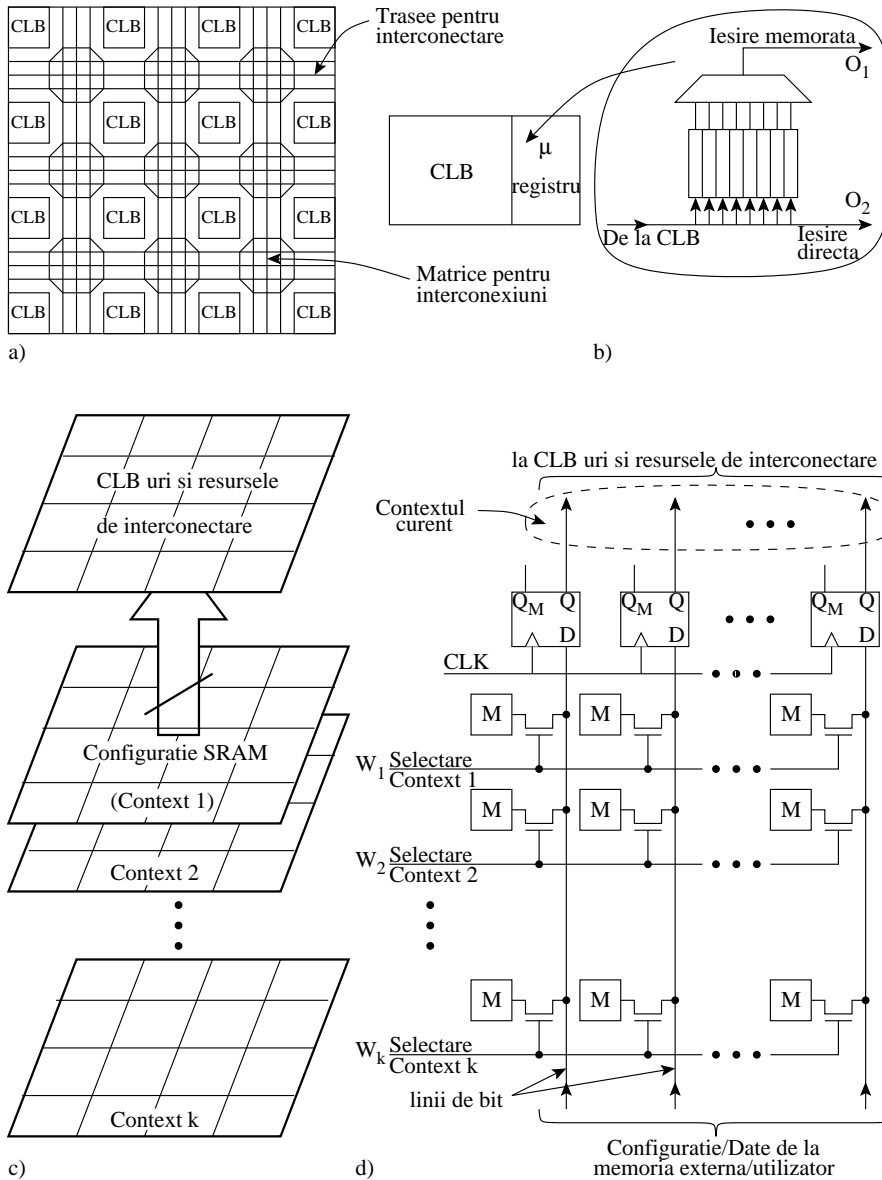 CLB CLB CLB CLB
Trasee pentru
interconectare
CLB CLB CLB CLB
CLB CLB CLB CLB
Matrice pentru
interconexiuni
CLB CLB CLB CLB
a)
Iesire memorata
O1
CLB
μ
registru
O2
De la CLB
Iesire
directa
b)
CLB uri si resursele
de interconectare
Configuratie SRAM
(Context 1)
Context 2
Context k
c)
la CLB uri si resursele de interconectare
Contextul
curent
QM Q QM Q QM Q
D D D
CLK
M M M
W1 Selectare
Context 1
M M M
W2 Selectare
Context 2
M M M
Wk Selectare
Context k
linii de bit
Configuratie/Date de la
memoria externa/utilizator
d)